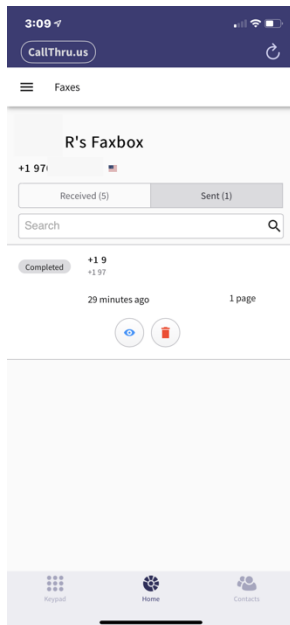 3:09
CallThru.us
Faxes
R's Faxbox
+1 97
Received (5)
Sent (1)
Search
Completed
+1 9
+1 97
29 minutes ago
1 page
Keypad
Home
Contacts